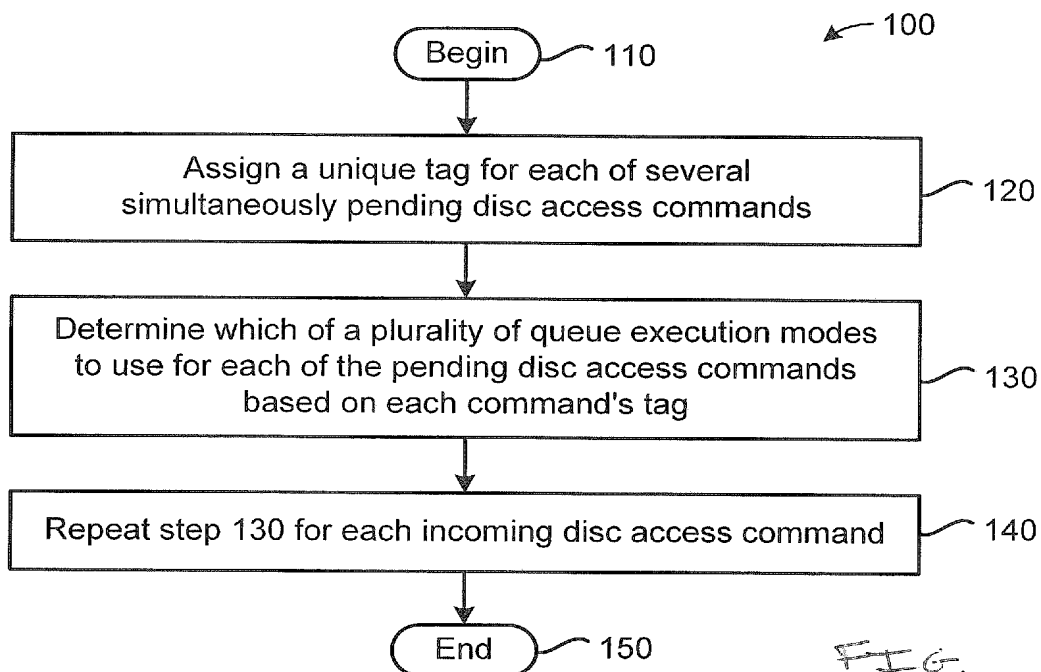 100
Begin 110
Assign a unique tag for each of several
simultaneously pending disc access commands
120
Determine which of a plurality of queue execution modes
to use for each of the pending disc access commands
based on each command's tag
130
Repeat step 130 for each incoming disc access command
140
End 150
FIG.